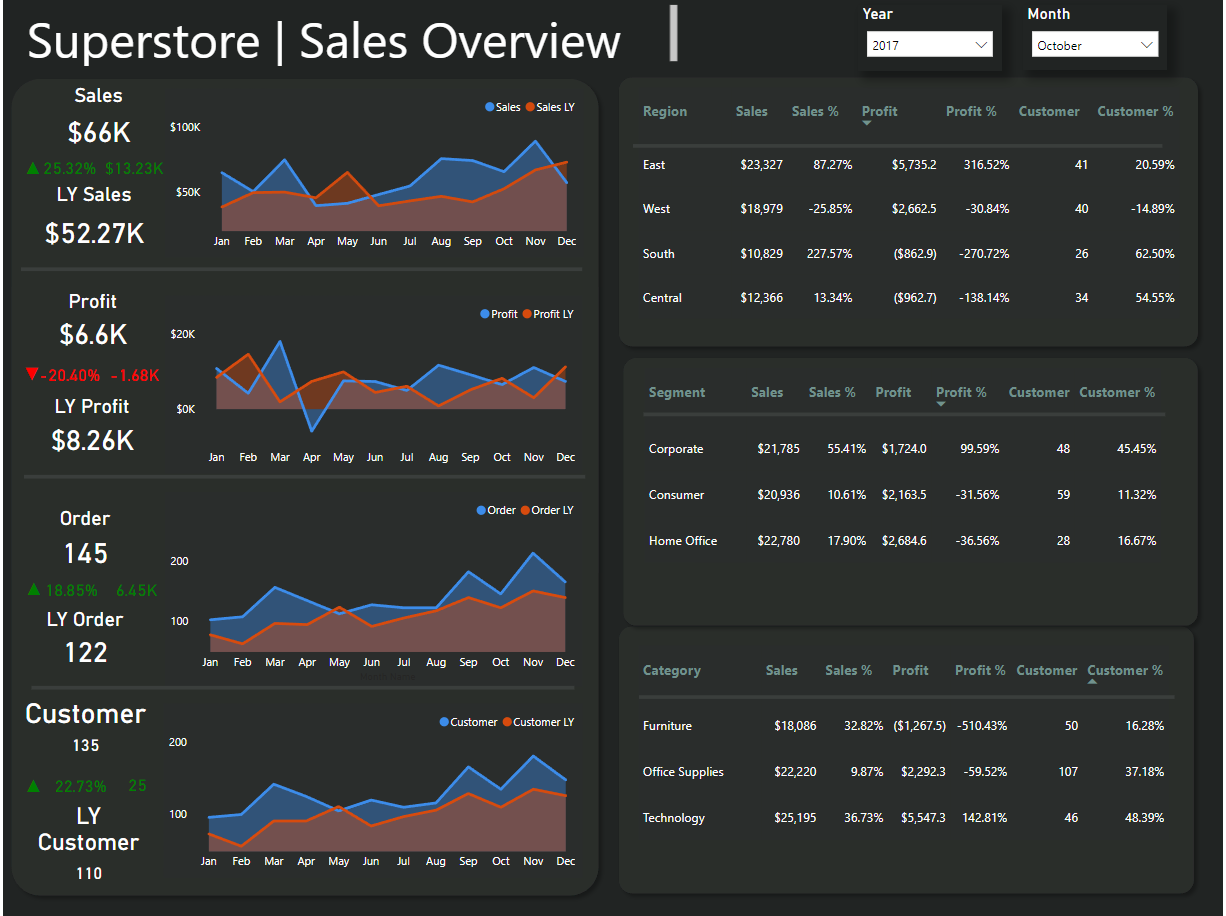 Superstore | Sales Overview
Year
2017
Month
October
Sales
$66K
25.32% $13.23K
LY Sales
$52.27K
Sales Sales LY
$100K
$50K
Jan Feb Mar Apr May Jun Jul Aug Sep Oct Nov Dec
Profit
$6.6K
-20.40% -1.68K
LY Profit
$8.26K
Profit Profit LY
$20K
$0K
Jan Feb Mar Apr May Jun Jul Aug Sep Oct Nov Dec
Order
145
18.85% 6.45K
LY Order
122
Order Order LY
200
100
Jan Feb Mar Apr May Jun Jul Aug Sep Oct Nov Dec
Customer
135
22.73% 25
LY
Customer
110
Customer Customer LY
200
100
Jan Feb Mar Apr May Jun Jul Aug Sep Oct Nov Dec
Region Sales Sales % Profit Profit % Customer Customer %
East $23,327 87.27% $5,735.2 316.52% 41 20.59%
West $18,979 -25.85% $2,662.5 -30.84% 40 -14.89%
South $10,829 227.57% ($862.9) -270.72% 26 62.50%
Central $12,366 13.34% ($962.7) -138.14% 34 54.55%
Segment Sales Sales % Profit Profit % Customer Customer %
Corporate $21,785 55.41% $1,724.0 99.59% 48 45.45%
Consumer $20,936 10.61% $2,163.5 -31.56% 59 11.32%
Home Office $22,780 17.90% $2,684.6 -36.56% 28 16.67%
Category Sales Sales % Profit Profit % Customer Customer %
Furniture $18,086 32.82% ($1,267.5) -510.43% 50 16.28%
Office Supplies $22,220 9.87% $2,292.3 -59.52% 107 37.18%
Technology $25,195 36.73% $5,547.3 142.81% 46 48.39%